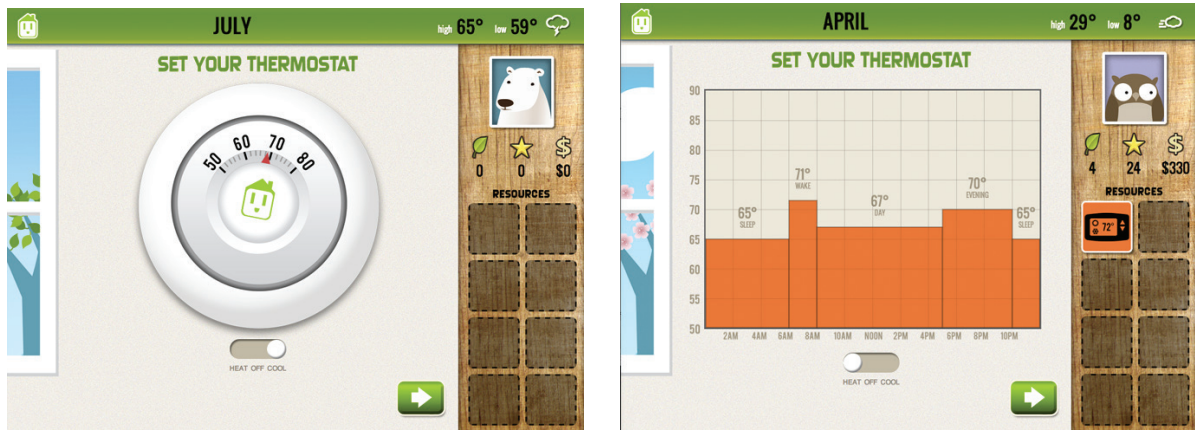 JULY
high 65° low 59°
SET YOUR THERMOSTAT
50 60 70 80
0 0 $0
RESOURCES
HEAT OFF COOL
APRIL
high 29° low 8°
SET YOUR THERMOSTAT
90
85
80
75
70
65
60
55
50
65°
SLEEP
71°
WAKE
67°
DAY
70°
EVENING
65°
SLEEP
2AM 4AM 6AM 8AM 10AM NOON 2PM 4PM 6PM 8PM 10PM
HEAT OFF COOL
4 24 $330
RESOURCES
72°